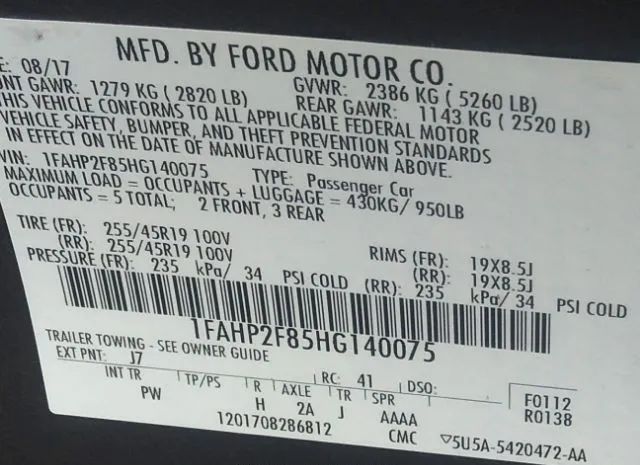 MFD. BY FORD MOTOR CO.
E: 08/17 GVWR: 2386 KG ( 5260 LB)
NT GAWR: 1279 KG ( 2820 LB) REAR GAWR: 1143 KG ( 2520 LB)
THIS VEHICLE CONFORMS TO ALL APPLICABLE FEDERAL MOTOR
VEHICLE SAFETY, BUMPER, AND THEFT PREVENTION STANDARDS
IN EFFECT ON THE DATE OF MANUFACTURE SHOWN ABOVE.
VIN: 1FAHP2F85HG140075 TYPE: Passenger Car
MAXIMUM LOAD = OCCUPANTS + LUGGAGE = 430KG/ 950LB
OCCUPANTS = 5 TOTAL; 2 FRONT, 3 REAR
TIRE (FR): 255/45R19 100V RIMS (FR): 19X8.5J
(RR): 255/45R19 100V (RR): 19X8.5J
PRESSURE (FR): 235 kPa/ 34 PSI COLD (RR): 235 kPa/ 34 PSI COLD
1FAHP2F85HG140075
TRAILER TOWING - SEE OWNER GUIDE
EXT PNT: J7 RC: 41 DSO: F0112
INT TR TP/PS R AXLE TR SPR R0138
PW H 2A J AAAA
1201708286812 CMC ▽5U5A-5420472-AA